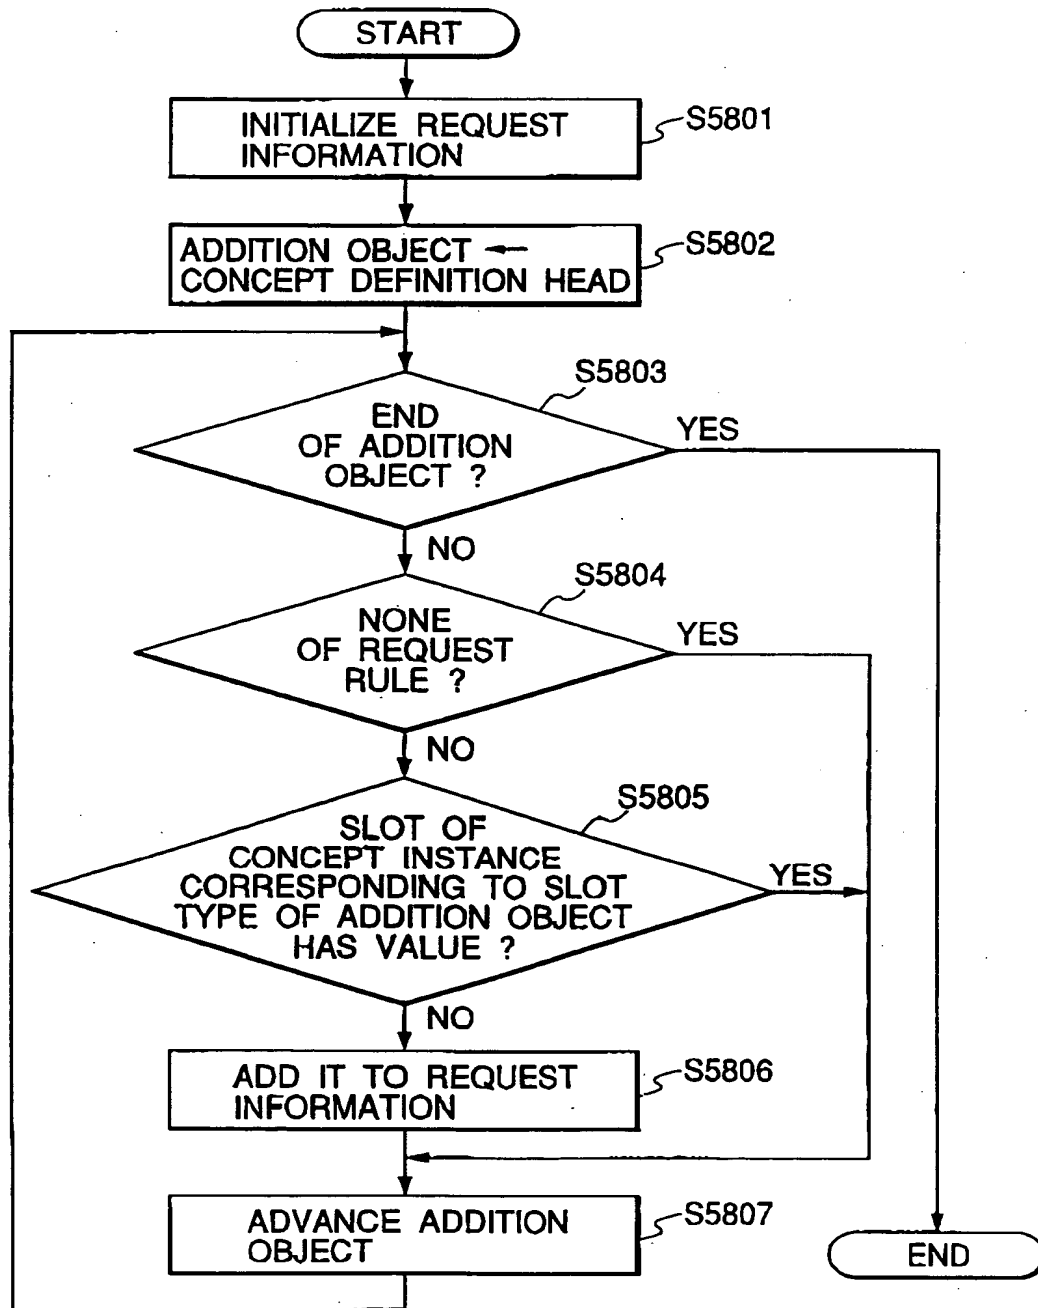 START
INITIALIZE REQUEST
INFORMATION
S5801
ADDITION OBJECT ←
CONCEPT DEFINITION HEAD
S5802
S5803
END
OF ADDITION
OBJECT ?
YES
NO
S5804
NONE
OF REQUEST
RULE ?
YES
NO
S5805
SLOT OF
CONCEPT INSTANCE
CORRESPONDING TO SLOT
TYPE OF ADDITION OBJECT
HAS VALUE ?
YES
NO
ADD IT TO REQUEST
INFORMATION
S5806
ADVANCE ADDITION
OBJECT
S5807
END